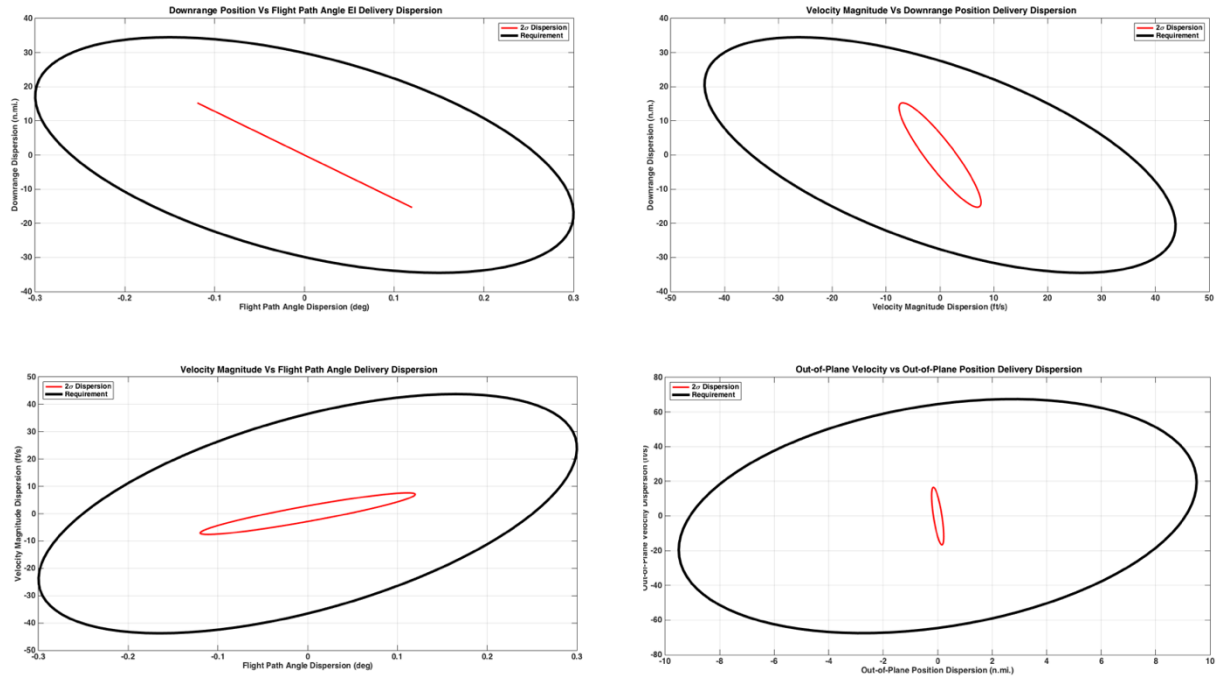 Downrange Position Vs Flight Path Angle EI Delivery Dispersion
2σ Dispersion
Requirement
Downrange Dispersion (n.mi.)
40
30
20
10
0
-10
-20
-30
-40
-0.3 -0.2 -0.1 0 0.1 0.2 0.3
Flight Path Angle Dispersion (deg)
Velocity Magnitude Vs Downrange Position Delivery Dispersion
2σ Dispersion
Requirement
Downrange Dispersion (n.m.)
40
30
20
10
0
-10
-20
-30
-40
-50 -40 -30 -20 -10 0 10 20 30 40 50
Velocity Magnitude Dispersion (ft/s)
Velocity Magnitude Vs Flight Path Angle Delivery Dispersion
2σ Dispersion
Requirement
Velocity Magnitude Dispersion (ft/s)
50
40
30
20
10
0
-10
-20
-30
-40
-50
-0.3 -0.2 -0.1 0 0.1 0.2 0.3
Flight Path Angle Dispersion (deg)
Out-of-Plane Velocity vs Out-of-Plane Position Delivery Dispersion
2σ Dispersion
Requirement
Out-of-Plane Velocity Dispersion (ft/s)
80
60
40
20
0
-20
-40
-60
-80
-10 -8 -6 -4 -2 0 2 4 6 8 10
Out-of-Plane Position Dispersion (n.mi.)